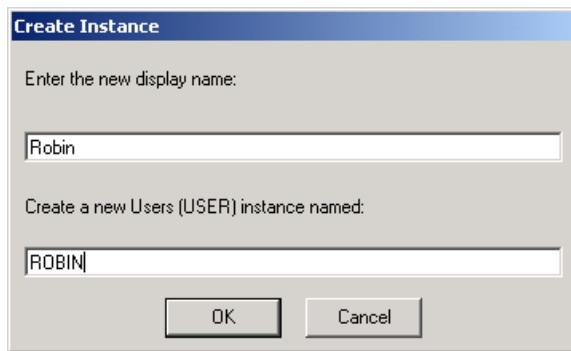 Create Instance
Enter the new display name:
Robin
Create a new Users (USER) instance named:
ROBIN
OK
Cancel